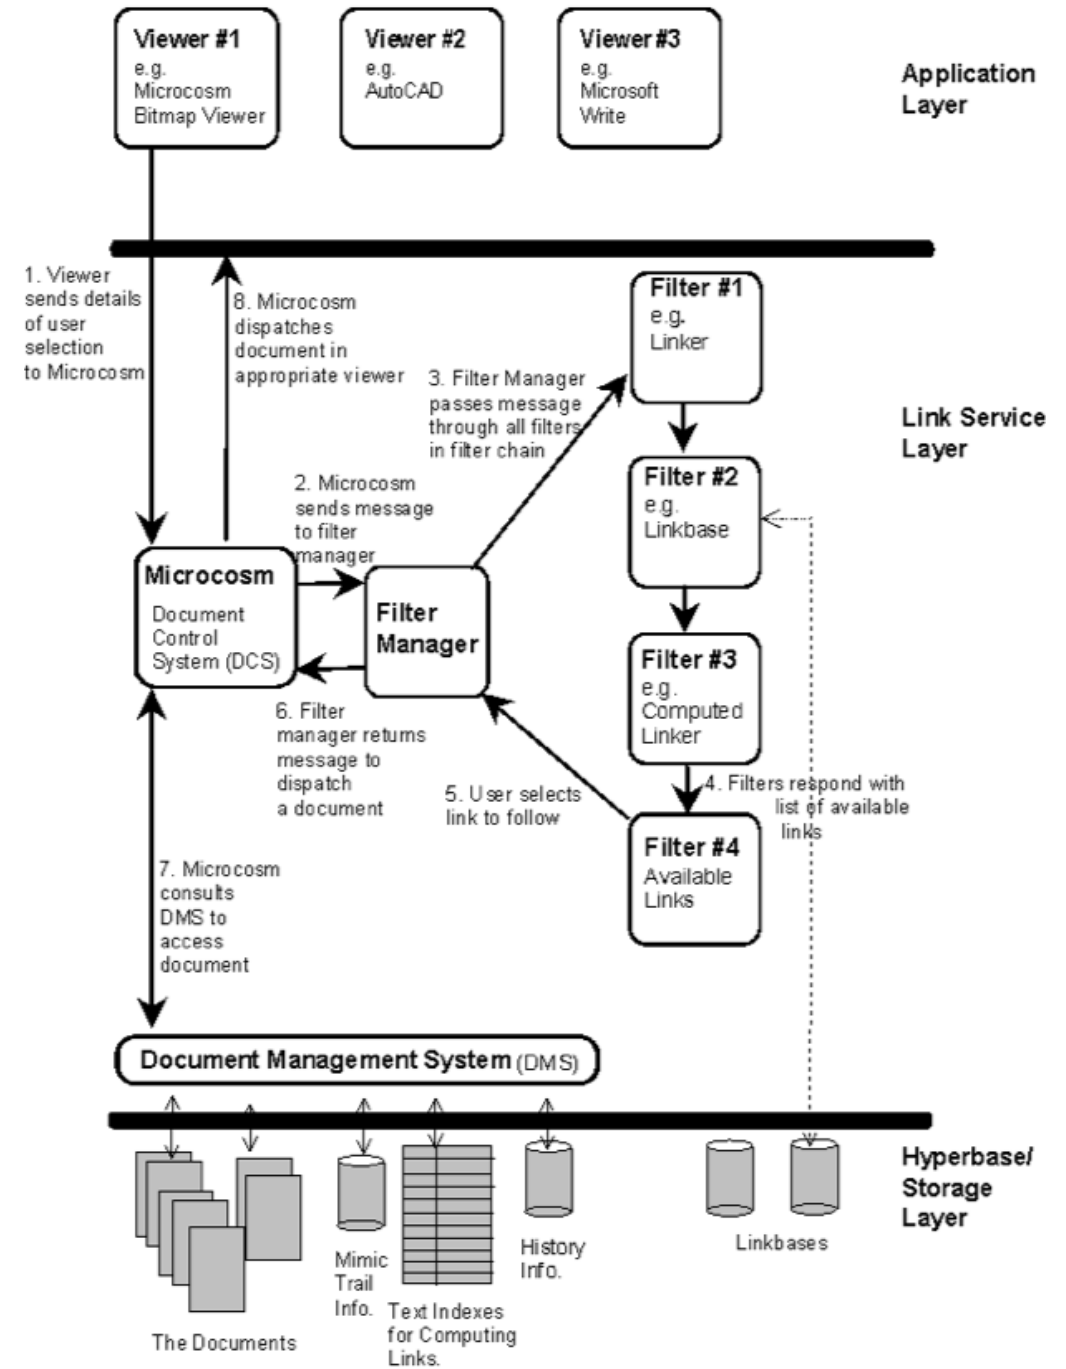 Viewer #1
e.g.
Microcosm
Bitmap Viewer
Viewer #2
e.g.
AutoCAD
Viewer #3
e.g.
Microsoft
Write
Application
Layer
1. Viewer
sends details
of user
selection
to Microcosm
8. Microcosm
dispatches
document in
appropriate viewer
3. Filter Manager
passes message
through all filters
in filter chain
Filter #1
e.g.
Linker
Link Service
Layer
2. Microcosm
sends message
to filter
manager
Filter #2
e.g.
Linkbase
Microcosm
Document
Control
System (DCS)
Filter
Manager
Filter #3
e.g.
Computed
Linker
6. Filter
manager returns
message to
dispatch
a document
5. User selects
link to follow
4. Filters respond with
list of available
links
Filter #4
Available
Links
7. Microcosm
consults
DMS to
access
document
Document Management System (DMS)
Hyperbase/
Storage
Layer
The Documents
Mimic
Trail
Info.
Text Indexes
for Computing
Links.
History
Info.
Linkbases